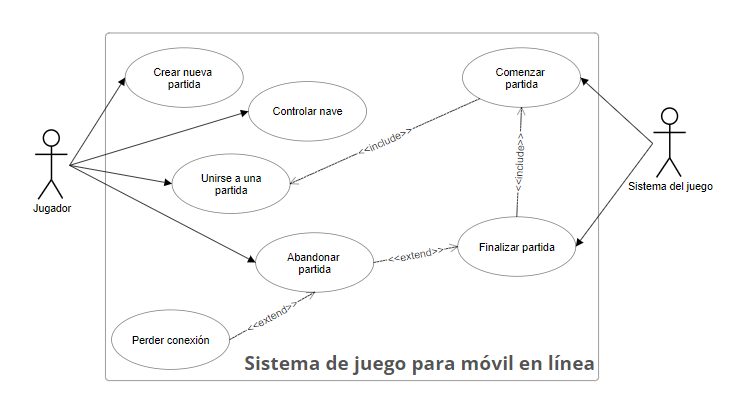 Crear nueva
partida
Comenzar
partida
Controlar nave
<<include>>
<<include>>
Unirse a una
partida
Jugador
Sistema del juego
Abandonar
partida
<<extend>>
Finalizar partida
<<extend>>
Perder conexión
Sistema de juego para móvil en línea